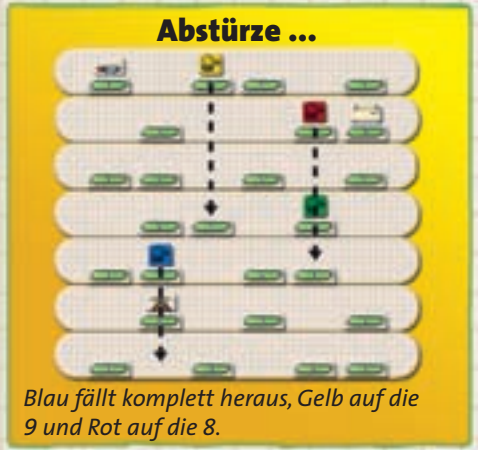 Abstürze ...
Blau fällt komplett heraus, Gelb auf die
9 und Rot auf die 8.